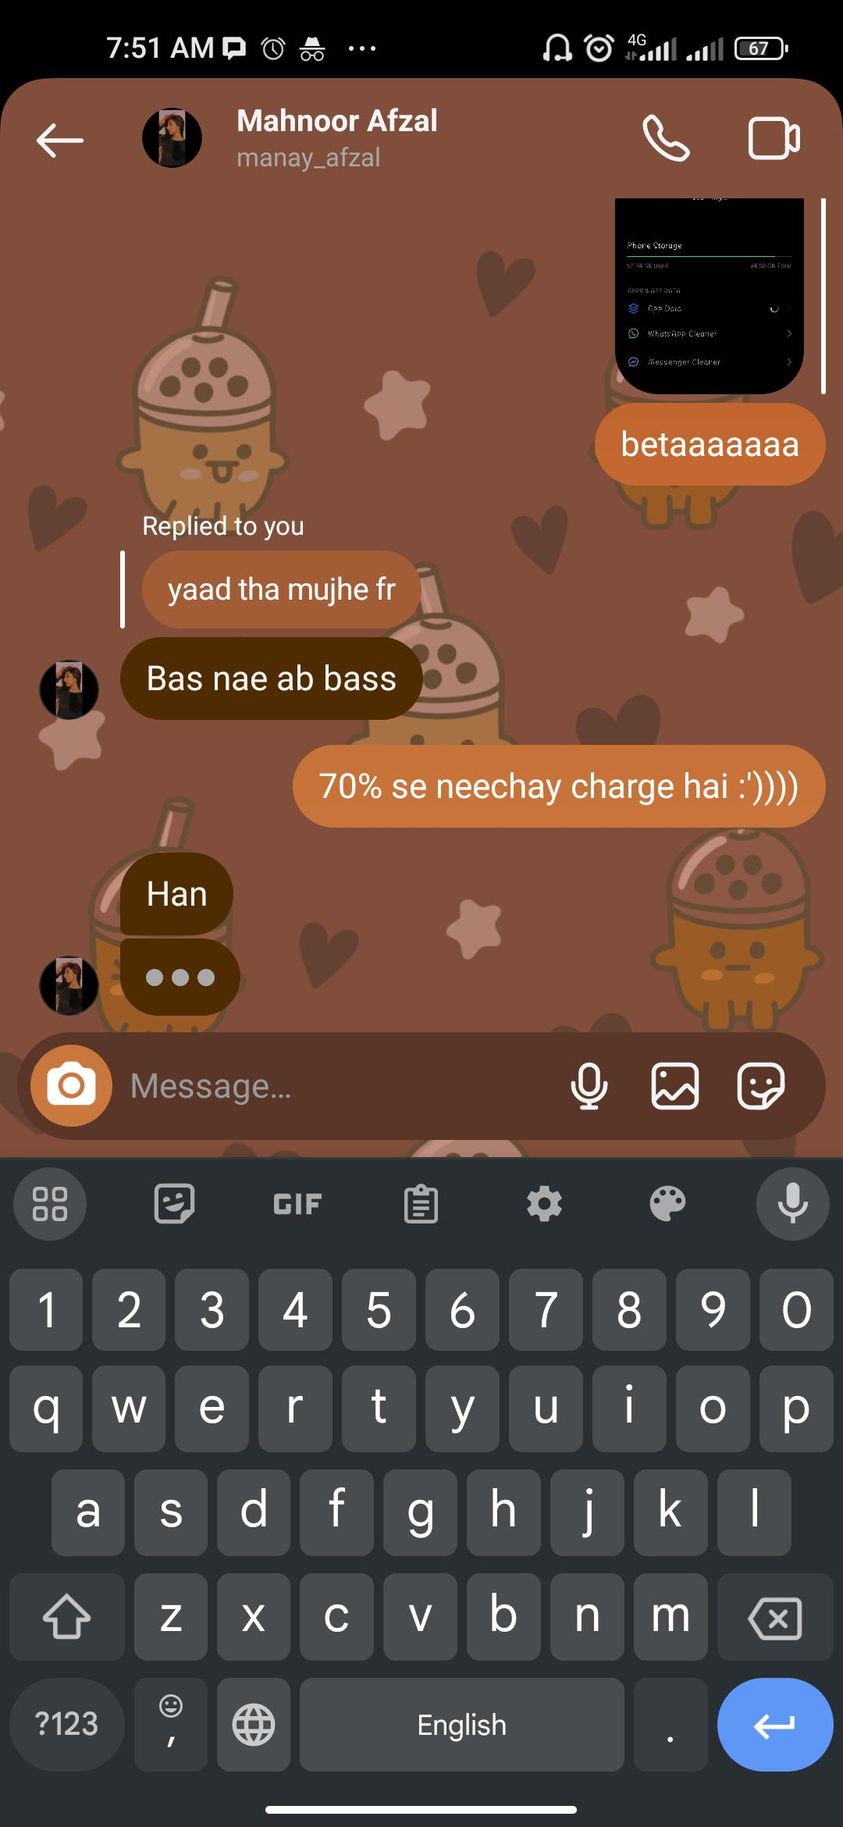 7:51 AM
4G
67
Mahnoor Afzal
manay_afzal
Phone Storage
App Data
WhatsApp Cleaner
Messenger Cleaner
betaaaaaaa
Replied to you
yaad tha mujhe fr
Bas nae ab bass
70% se neechay charge hai :'))))
Han
Message...
GIF
1 2 3 4 5 6 7 8 9 0
q w e r t y u i o p
a s d f g h j k l
z x c v b n m
?123 , English .